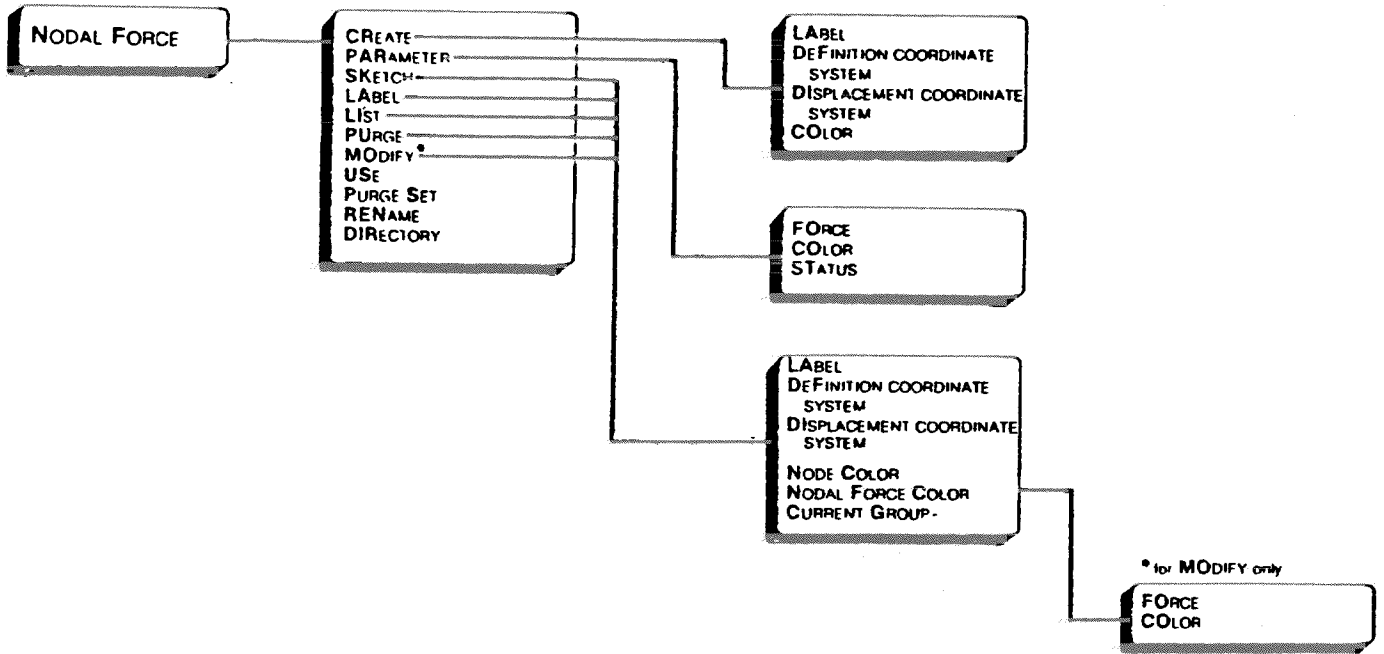 NODAL FORCE
CREATE
PARAMETER
SKETCH
LABEL
LIST
PURGE
MODIFY*
USE
PURGE SET
RENAME
DIRECTORY
LABEL
DEFINITION COORDINATE
SYSTEM
DISPLACEMENT COORDINATE
SYSTEM
COLOR
FORCE
COLOR
STATUS
LABEL
DEFINITION COORDINATE
SYSTEM
DISPLACEMENT COORDINATE
SYSTEM
NODE COLOR
NODAL FORCE COLOR
CURRENT GROUP-
* for MODIFY only
FORCE
COLOR